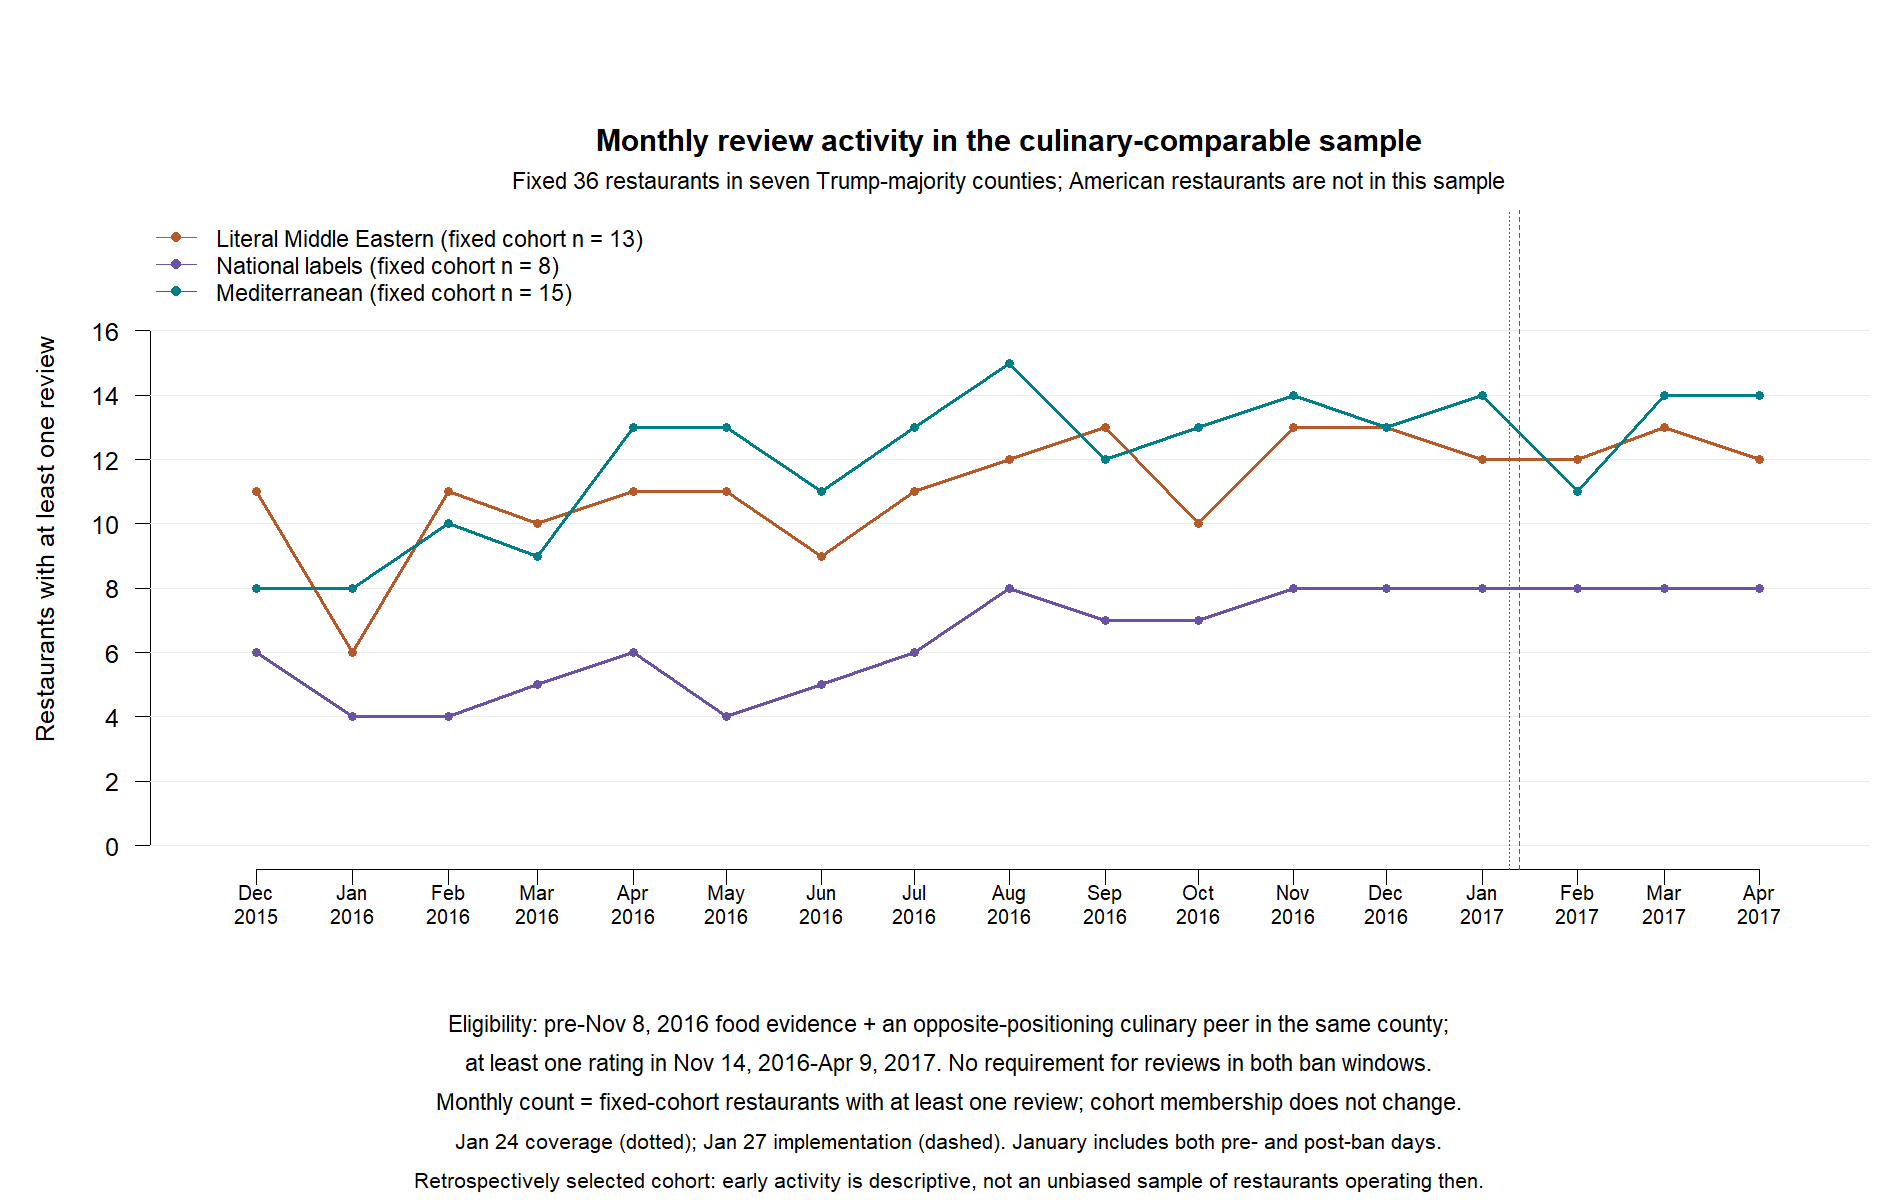 Monthly review activity in the culinary-comparable sample
Fixed 36 restaurants in seven Trump-majority counties; American restaurants are not in this sample
Literal Middle Eastern (fixed cohort n = 13)
National labels (fixed cohort n = 8)
Mediterranean (fixed cohort n = 15)
Restaurants with at least one review
16
14
12
10
8
6
4
2
0
Dec Jan Feb Mar Apr May Jun Jul Aug Sep Oct Nov Dec Jan Feb Mar Apr
2015 2016 2016 2016 2016 2016 2016 2016 2016 2016 2016 2016 2016 2017 2017 2017 2017
Eligibility: pre-Nov 8, 2016 food evidence + an opposite-positioning culinary peer in the same county;
at least one rating in Nov 14, 2016-Apr 9, 2017. No requirement for reviews in both ban windows.
Monthly count = fixed-cohort restaurants with at least one review; cohort membership does not change.
Jan 24 coverage (dotted); Jan 27 implementation (dashed). January includes both pre- and post-ban days.
Retrospectively selected cohort: early activity is descriptive, not an unbiased sample of restaurants operating then.